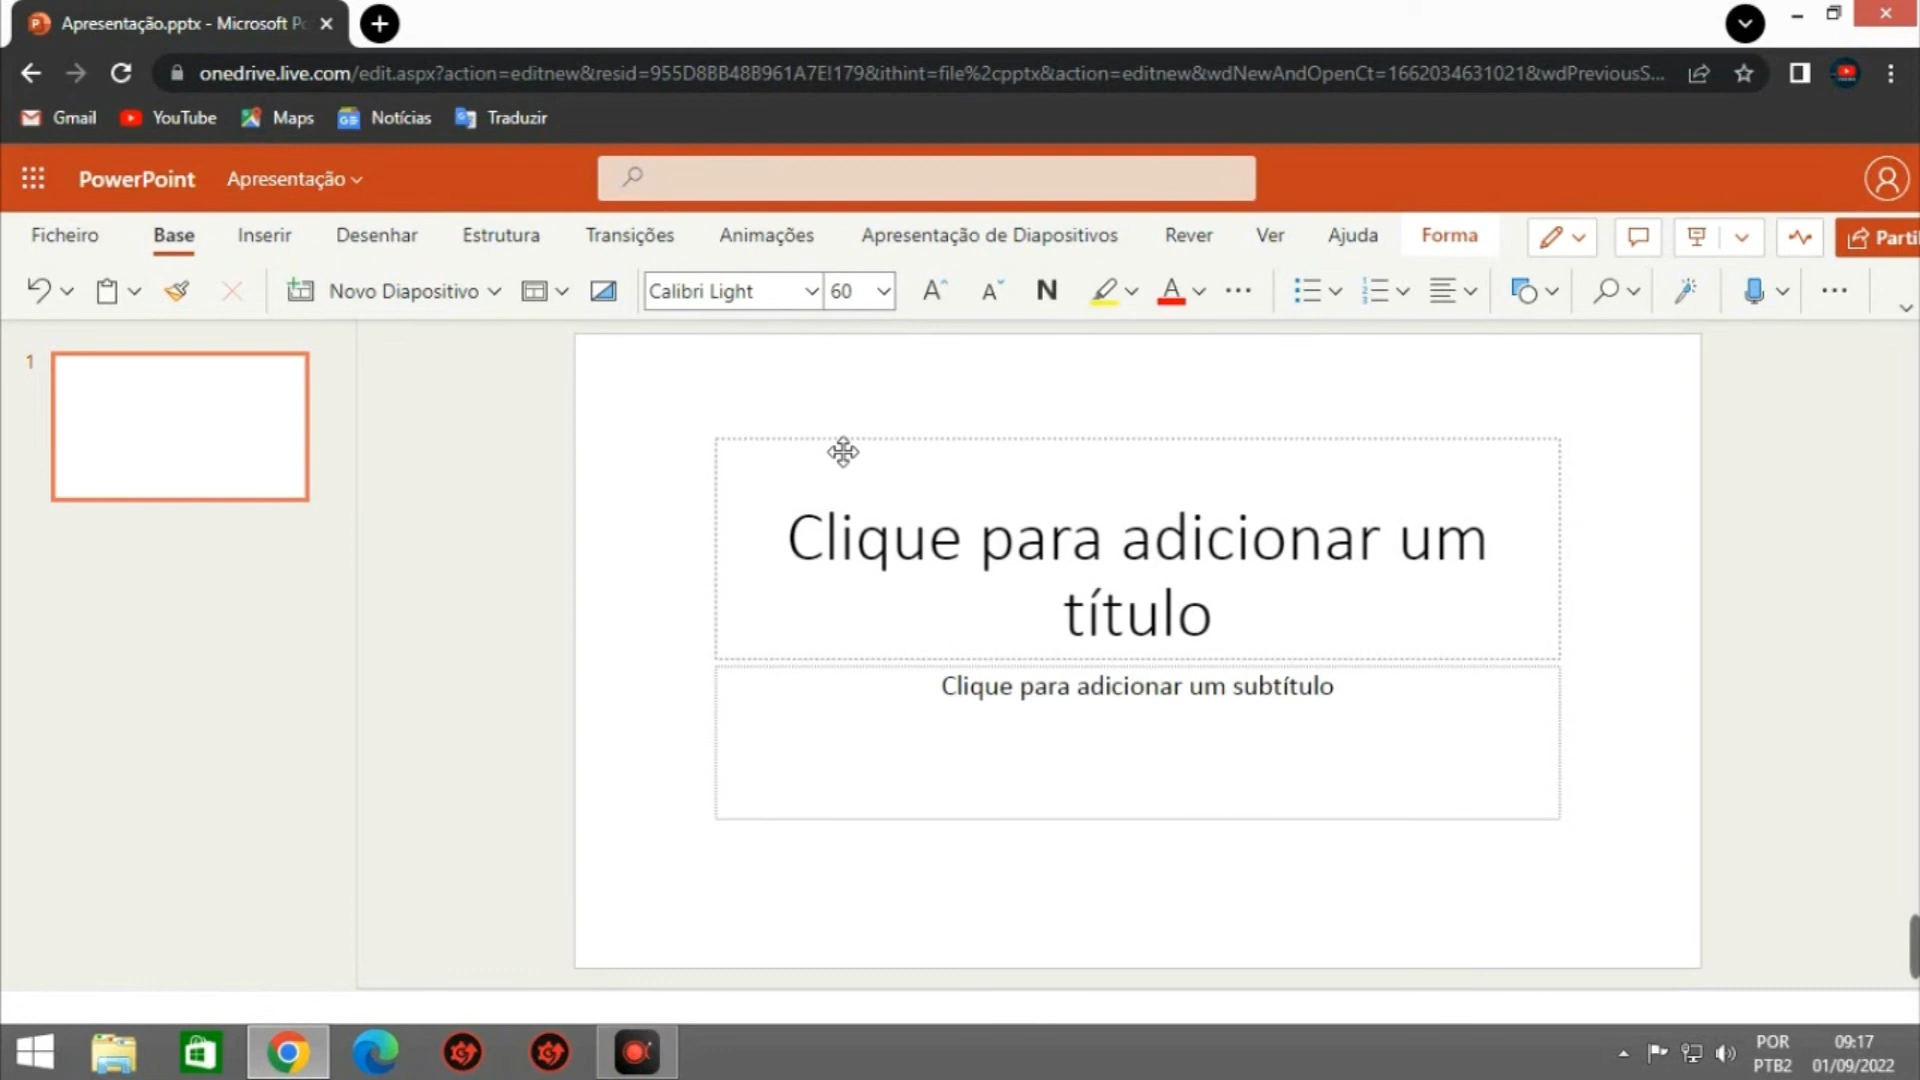 Apresentação.pptx - Microsoft P
onedrive.live.com/edit.aspx?action=editnew&resid=955D8BB48B961A7E!179&ithint=file%2cpptx&action=editnew&wdNewAndOpenCt=1662034631021&wdPreviousS...
Gmail YouTube Maps Notícias Traduzir
PowerPoint Apresentação
Ficheiro Base Inserir Desenhar Estrutura Transições Animações Apresentação de Diapositivos Rever Ver Ajuda Forma Parti
Novo Diapositivo Calibri Light 60 A A N A
1
Clique para adicionar um
título
Clique para adicionar um subtítulo
POR 09:17
PTB2 01/09/2022